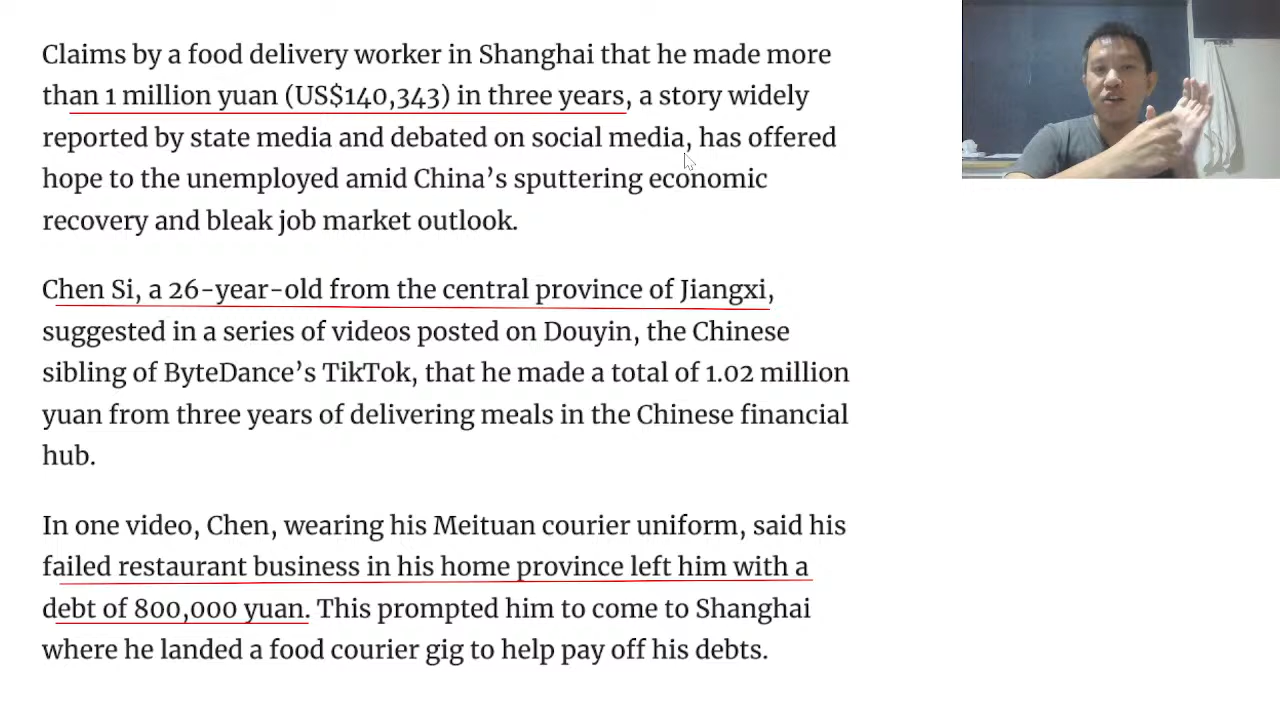 Claims by a food delivery worker in Shanghai that he made more
than 1 million yuan (US$140,343) in three years, a story widely
reported by state media and debated on social media, has offered
hope to the unemployed amid China’s sputtering economic
recovery and bleak job market outlook.
Chen Si, a 26-year-old from the central province of Jiangxi,
suggested in a series of videos posted on Douyin, the Chinese
sibling of ByteDance’s TikTok, that he made a total of 1.02 million
yuan from three years of delivering meals in the Chinese financial
hub.
In one video, Chen, wearing his Meituan courier uniform, said his
failed restaurant business in his home province left him with a
debt of 800,000 yuan. This prompted him to come to Shanghai
where he landed a food courier gig to help pay off his debts.